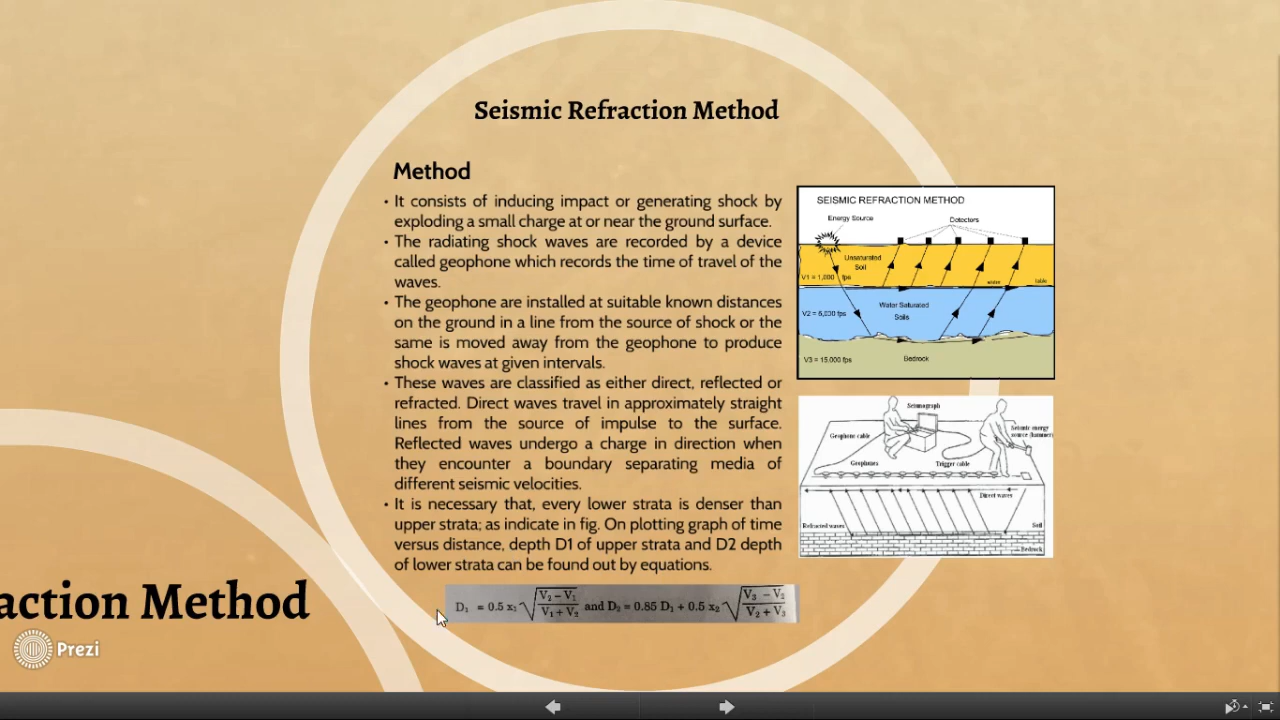 Seismic Refraction Method
Method
• It consists of inducing impact or generating shock by
exploding a small charge at or near the ground surface.
• The radiating shock waves are recorded by a device
called geophone which records the time of travel of the
waves.
• The geophone are installed at suitable known distances
on the ground in a line from the source of shock or the
same is moved away from the geophone to produce
shock waves at given intervals.
• These waves are classified as either direct, reflected or
refracted. Direct waves travel in approximately straight
lines from the source of impulse to the surface.
Reflected waves undergo a charge in direction when
they encounter a boundary separating media of
different seismic velocities.
• It is necessary that, every lower strata is denser than
upper strata; as indicate in fig. On plotting graph of time
versus distance, depth D1 of upper strata and D2 depth
of lower strata can be found out by equations.
D₁ = 0.5 x₁ √((V₂ − V₁)/(V₁ + V₂)) and D₂ = 0.85 D₁ + 0.5 x₂ √((V₃ − V₂)/(V₂ + V₃))
SEISMIC REFRACTION METHOD
Energy Source
Detectors
Unsaturated
Soil
V1 = 1,000 fps
water table
Water Saturated
Soils
V2 = 5,000 fps
Bedrock
V3 = 15,000 fps
Seismograph
Geophone cable
Seismic energy
source (hammer)
Geophones
Trigger cable
Direct waves
Refracted waves
Soil
Bedrock
action Method
Prezi